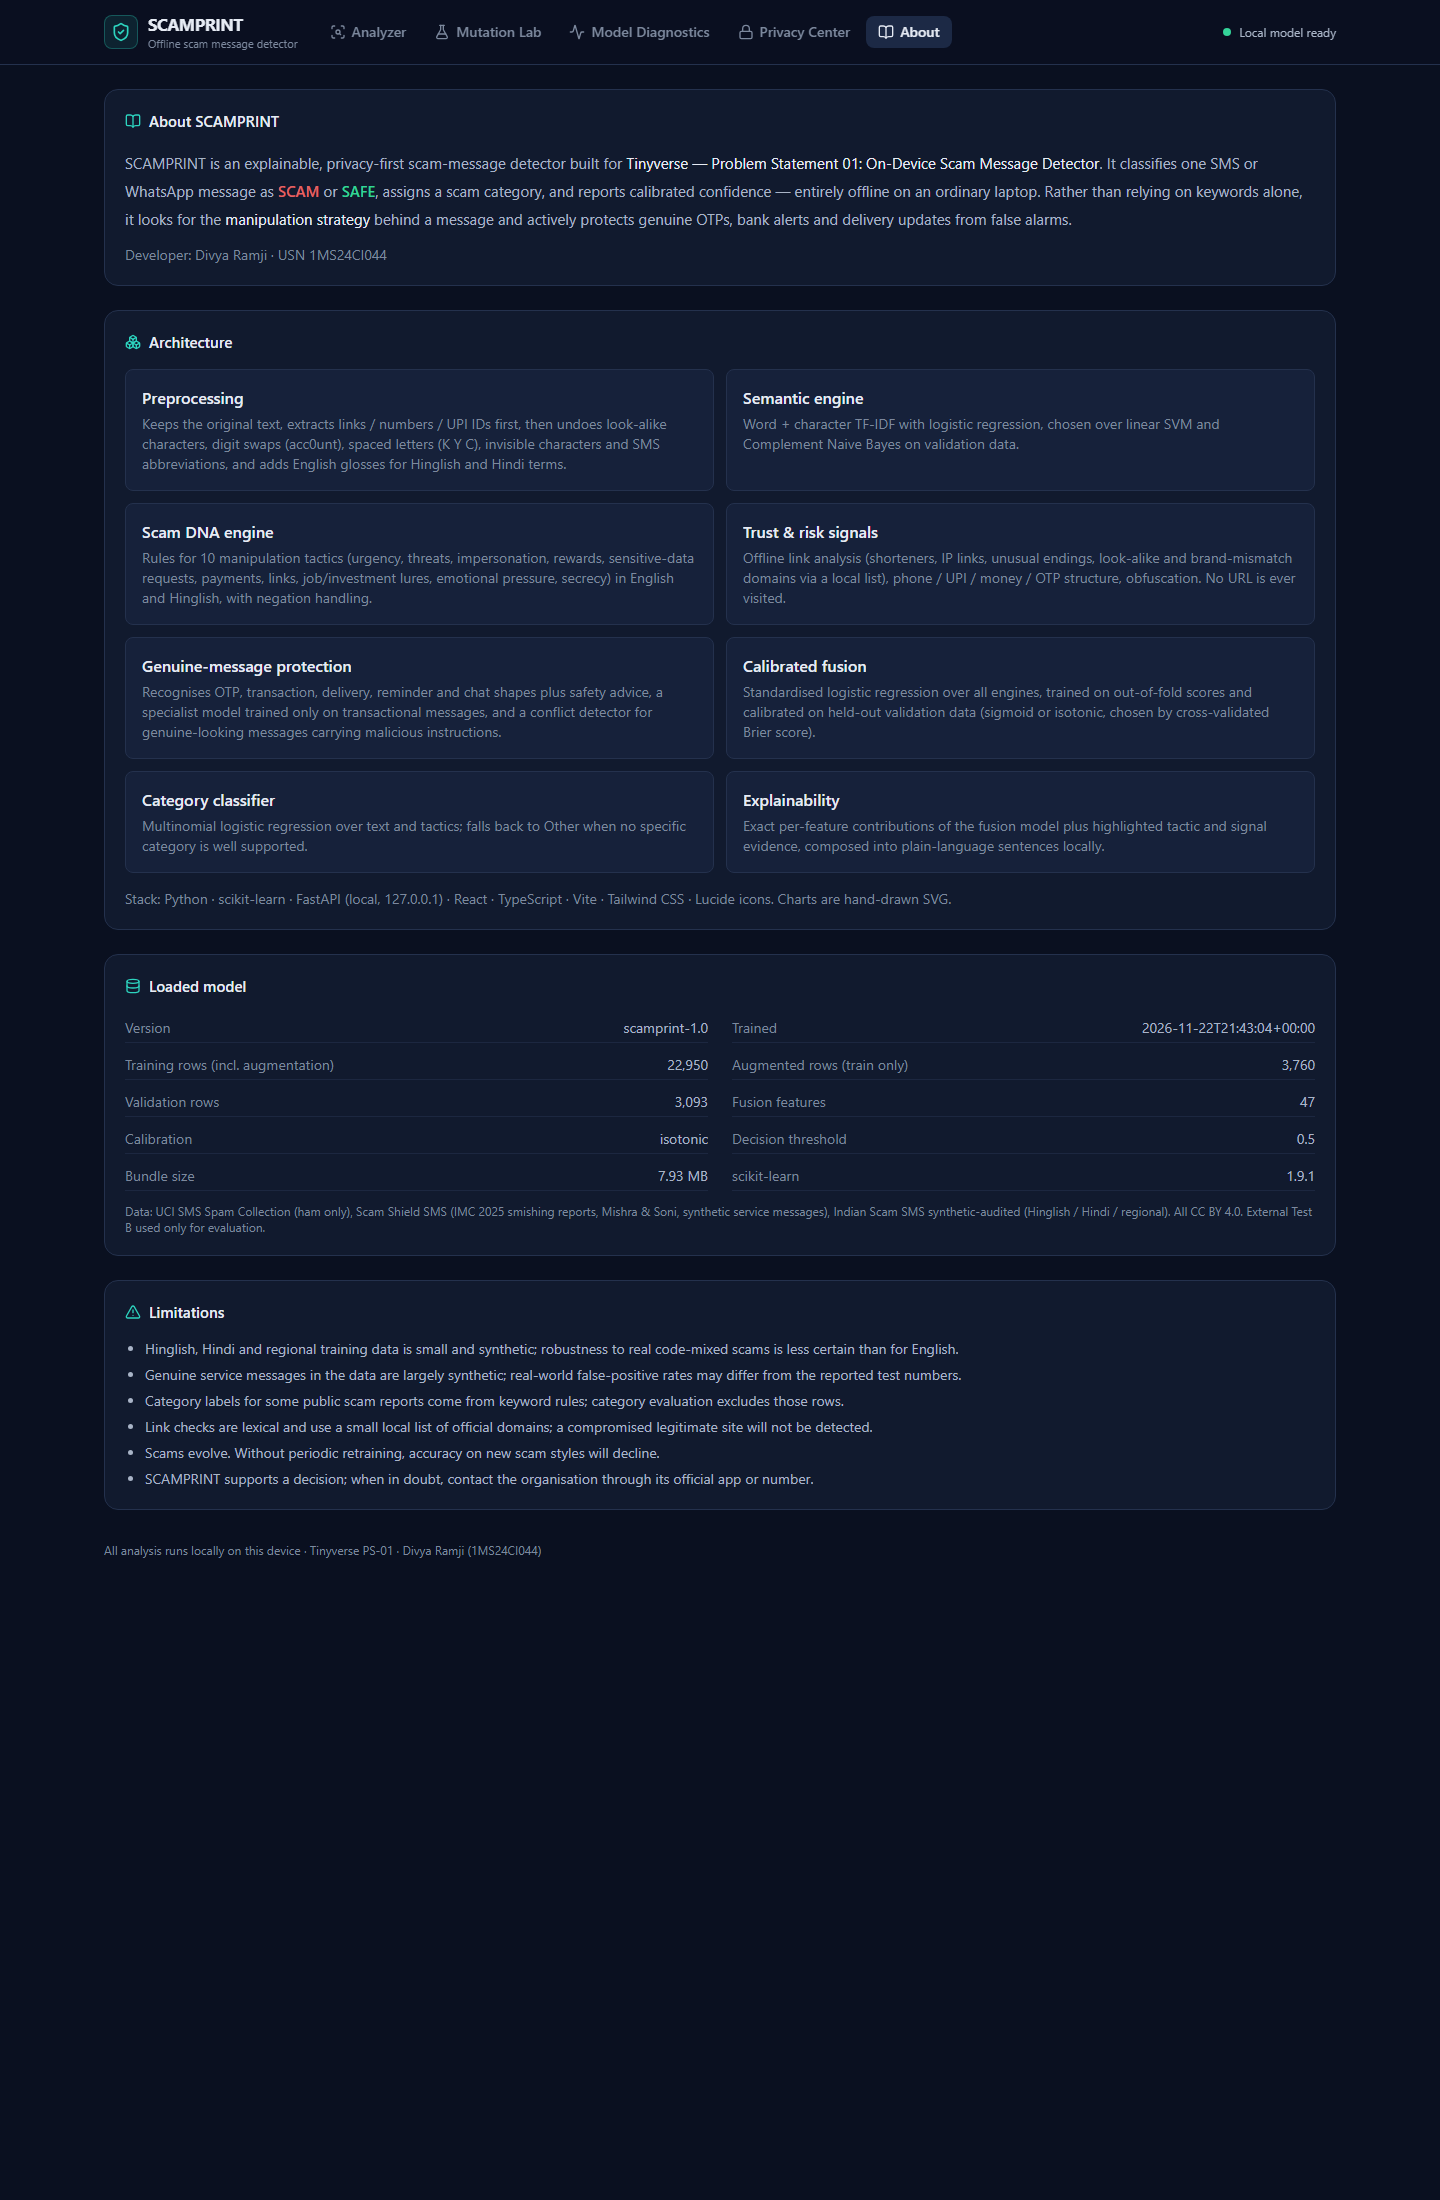 SCAMPRINT
Offline scam message detector
Analyzer
Mutation Lab
Model Diagnostics
Privacy Center
About
Local model ready
About SCAMPRINT
SCAMPRINT is an explainable, privacy-first scam-message detector built for Tinyverse — Problem Statement 01: On-Device Scam Message Detector. It classifies one SMS or
WhatsApp message as SCAM or SAFE, assigns a scam category, and reports calibrated confidence — entirely offline on an ordinary laptop. Rather than relying on keywords alone,
it looks for the manipulation strategy behind a message and actively protects genuine OTPs, bank alerts and delivery updates from false alarms.
Developer: Divya Ramji · USN 1MS24CI044
Architecture
Preprocessing
Keeps the original text, extracts links / numbers / UPI IDs first, then undoes look-alike
characters, digit swaps (acc0unt), spaced letters (K Y C), invisible characters and SMS
abbreviations, and adds English glosses for Hinglish and Hindi terms.
Semantic engine
Word + character TF-IDF with logistic regression, chosen over linear SVM and
Complement Naive Bayes on validation data.
Scam DNA engine
Rules for 10 manipulation tactics (urgency, threats, impersonation, rewards, sensitive-data
requests, payments, links, job/investment lures, emotional pressure, secrecy) in English
and Hinglish, with negation handling.
Trust & risk signals
Offline link analysis (shorteners, IP links, unusual endings, look-alike and brand-mismatch
domains via a local list), phone / UPI / money / OTP structure, obfuscation. No URL is ever
visited.
Genuine-message protection
Recognises OTP, transaction, delivery, reminder and chat shapes plus safety advice, a
specialist model trained only on transactional messages, and a conflict detector for
genuine-looking messages carrying malicious instructions.
Calibrated fusion
Standardised logistic regression over all engines, trained on out-of-fold scores and
calibrated on held-out validation data (sigmoid or isotonic, chosen by cross-validated
Brier score).
Category classifier
Multinomial logistic regression over text and tactics; falls back to Other when no specific
category is well supported.
Explainability
Exact per-feature contributions of the fusion model plus highlighted tactic and signal
evidence, composed into plain-language sentences locally.
Stack: Python · scikit-learn · FastAPI (local, 127.0.0.1) · React · TypeScript · Vite · Tailwind CSS · Lucide icons. Charts are hand-drawn SVG.
Loaded model
Version scamprint-1.0
Trained 2026-11-22T21:43:04+00:00
Training rows (incl. augmentation) 22,950
Augmented rows (train only) 3,760
Validation rows 3,093
Fusion features 47
Calibration isotonic
Decision threshold 0.5
Bundle size 7.93 MB
scikit-learn 1.9.1
Data: UCI SMS Spam Collection (ham only), Scam Shield SMS (IMC 2025 smishing reports, Mishra & Soni, synthetic service messages), Indian Scam SMS synthetic-audited (Hinglish / Hindi / regional). All CC BY 4.0. External Test
B used only for evaluation.
Limitations
• Hinglish, Hindi and regional training data is small and synthetic; robustness to real code-mixed scams is less certain than for English.
• Genuine service messages in the data are largely synthetic; real-world false-positive rates may differ from the reported test numbers.
• Category labels for some public scam reports come from keyword rules; category evaluation excludes those rows.
• Link checks are lexical and use a small local list of official domains; a compromised legitimate site will not be detected.
• Scams evolve. Without periodic retraining, accuracy on new scam styles will decline.
• SCAMPRINT supports a decision; when in doubt, contact the organisation through its official app or number.
All analysis runs locally on this device · Tinyverse PS-01 · Divya Ramji (1MS24CI044)